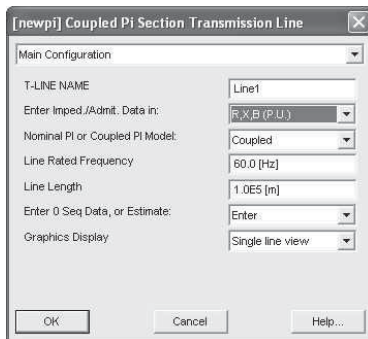 [newpi] Coupled Pi Section Transmission Line
Main Configuration
T-LINE NAME Line1
Enter Imped./Admit. Data in: R,X,B (P.U.)
Nominal PI or Coupled PI Model: Coupled
Line Rated Frequency 60.0 [Hz]
Line Length 1.0E5 [m]
Enter 0 Seq Data, or Estimate: Enter
Graphics Display Single line view
OK Cancel Help...